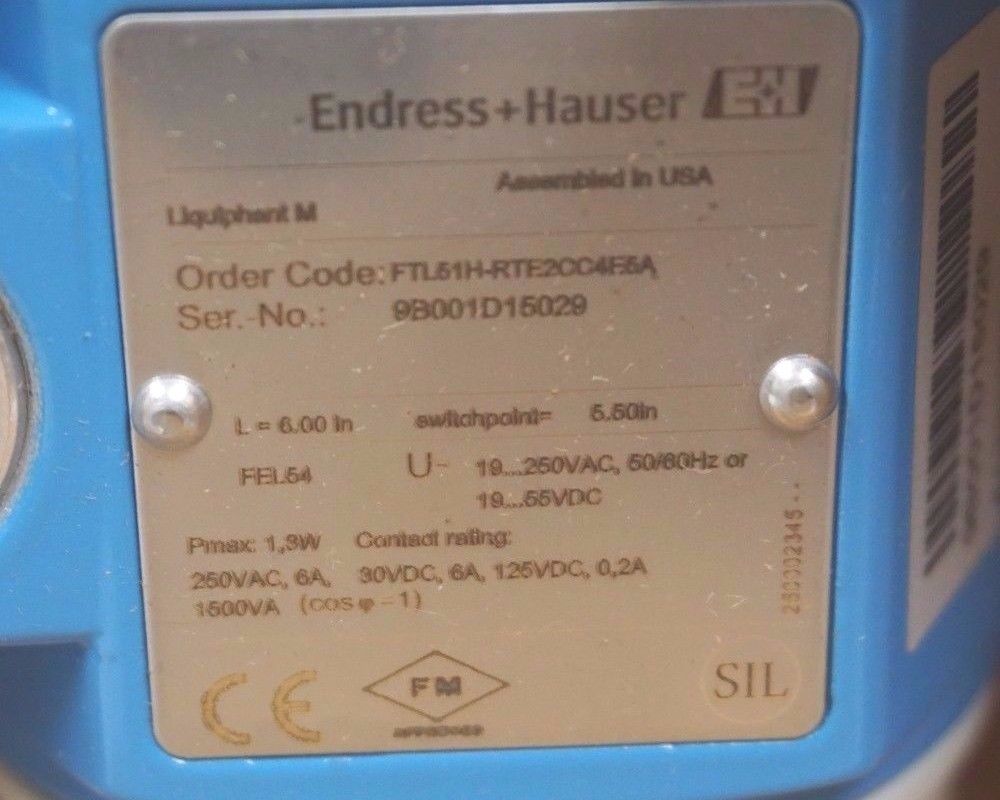 Endress+Hauser E+H
Assembled in USA
Liquiphant M
Order Code: FTL51H-RTE2CC4E5A
Ser.-No.: 9B001D15029
L = 6.00 in switchpoint= 5.50in
FEL54 U- 19...250VAC, 50/60Hz or
19...55VDC
Pmax: 1,3W Contact rating:
250VAC, 6A, 30VDC, 6A, 125VDC, 0,2A
1500VA (cos φ -1)
CE FM SIL
APPROVED